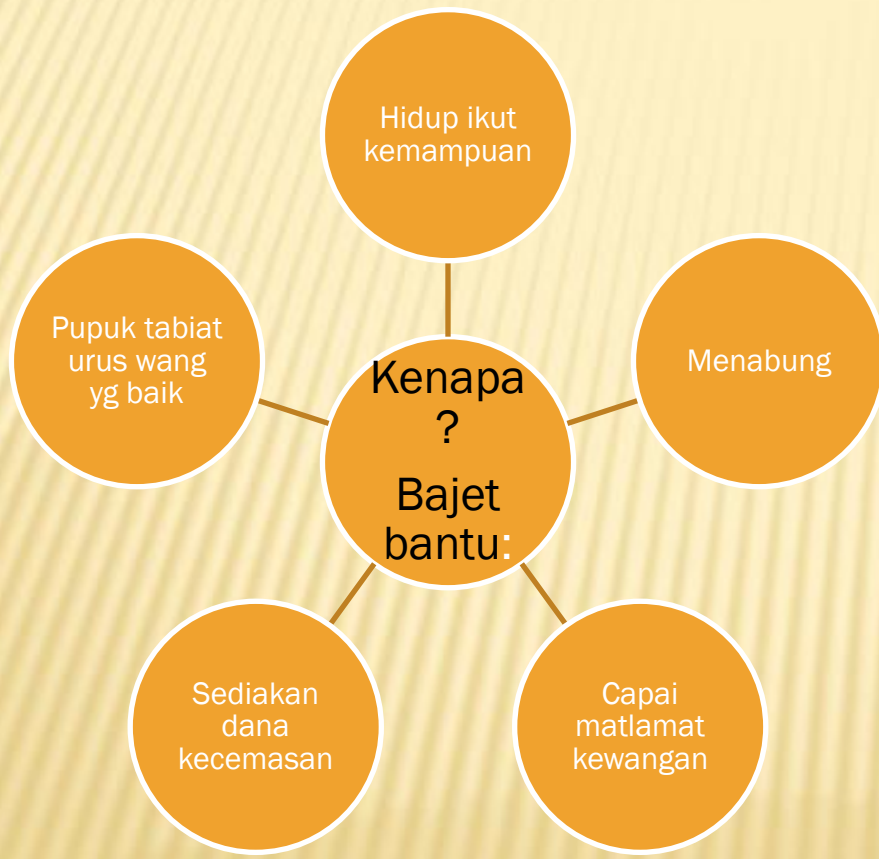 Kenapa
?
Bajet
bantu:
Hidup ikut
kemampuan
Menabung
Capai
matlamat
kewangan
Sediakan
dana
kecemasan
Pupuk tabiat
urus wang
yg baik